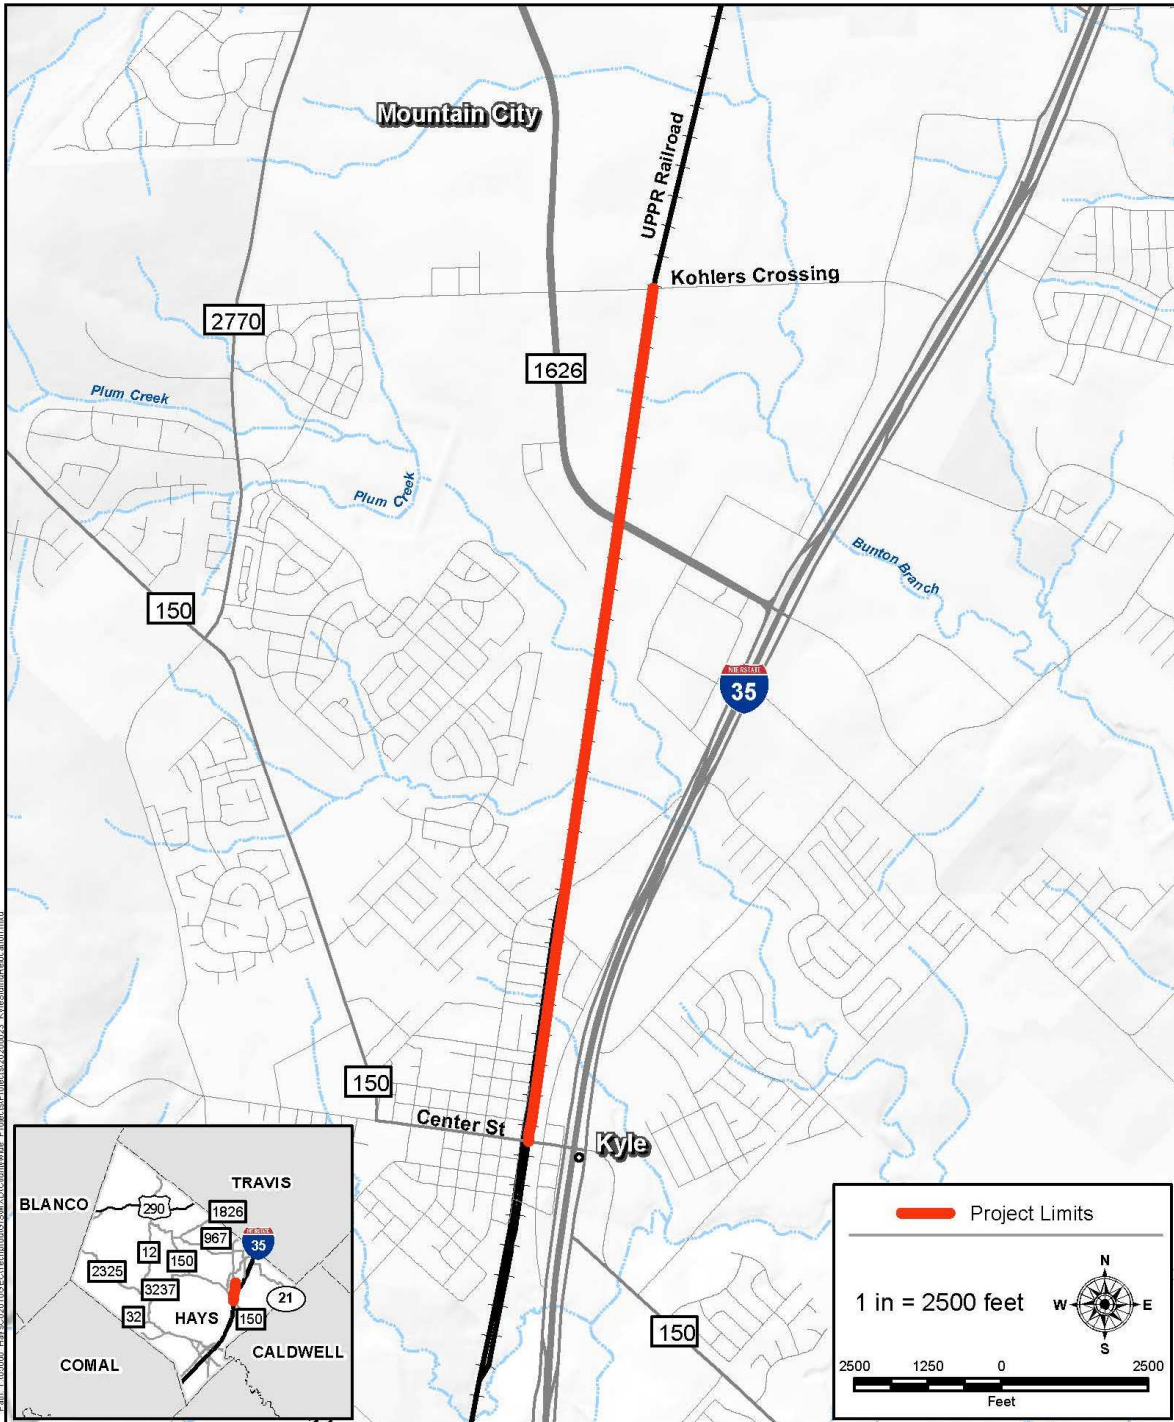 Mountain City
UPPR Railroad
Kohlers Crossing
2770
1626
Plum Creek
Plum Creek
Bunton Branch
150
INTERSTATE
35
150
Center St
Kyle
150
BLANCO
TRAVIS
290
1826
967
35
12
150
2325
3237
21
32
HAYS
150
COMAL
CALDWELL
Project Limits
1 in = 2500 feet
N
W
E
S
2500
1250
0
2500
Feet